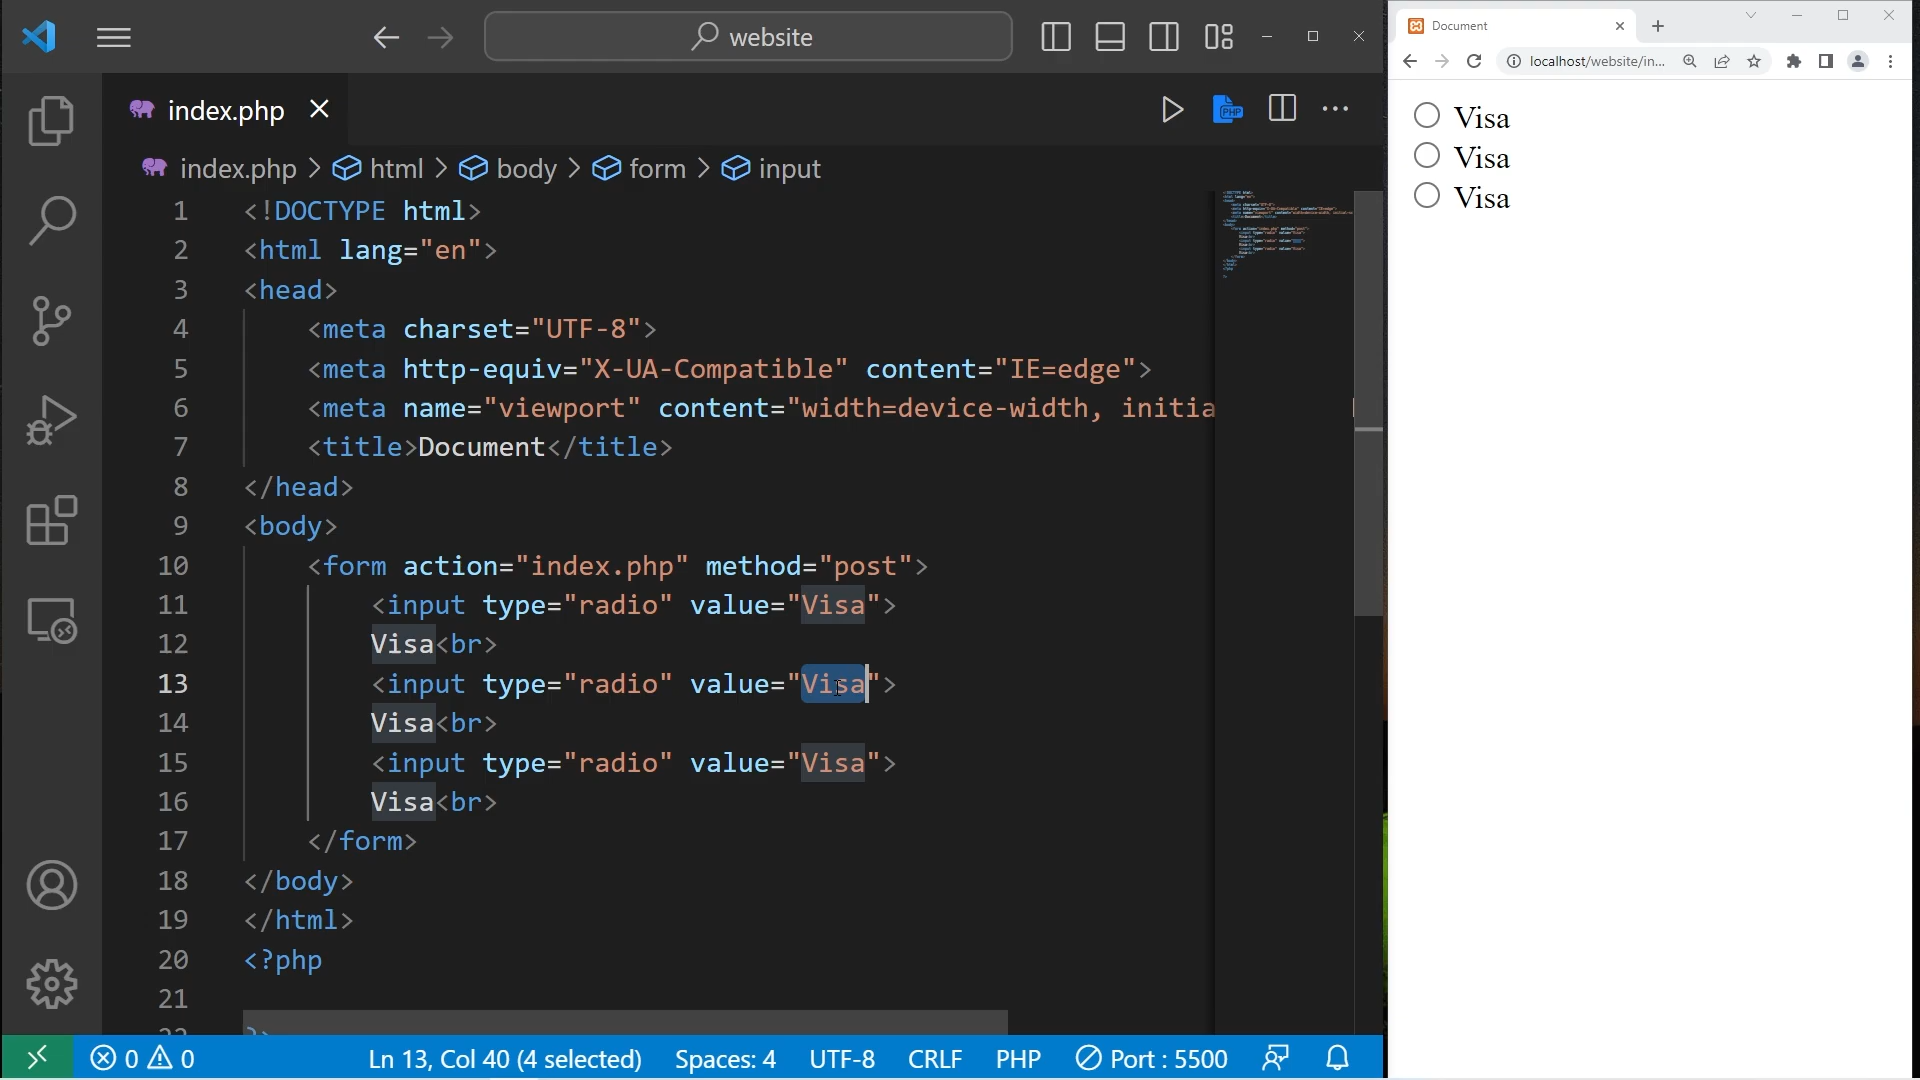 website
index.php
PHP
index.php > html > body > form > input
1 <!DOCTYPE html>
2 <html lang="en">
3 <head>
4 <meta charset="UTF-8">
5 <meta http-equiv="X-UA-Compatible" content="IE=edge">
6 <meta name="viewport" content="width=device-width, initia
7 <title>Document</title>
8 </head>
9 <body>
10 <form action="index.php" method="post">
11 <input type="radio" value="Visa">
12 Visa<br>
13 <input type="radio" value="Visa">
14 Visa<br>
15 <input type="radio" value="Visa">
16 Visa<br>
17 </form>
18 </body>
19 </html>
20 <?php
21
22 ?>
0 0 Ln 13, Col 40 (4 selected) Spaces: 4 UTF-8 CRLF PHP Port : 5500
Document
localhost/website/in...
Visa
Visa
Visa